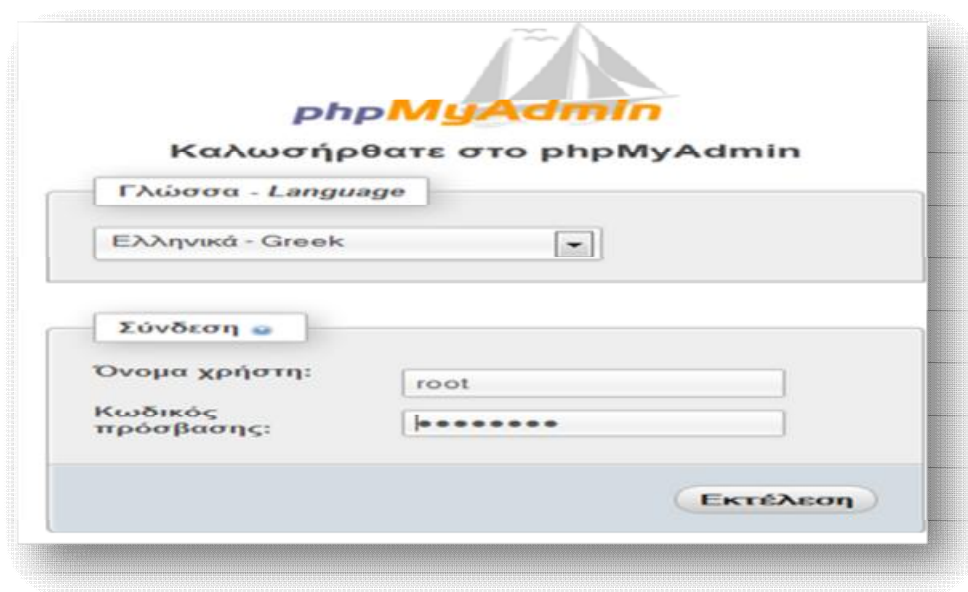 phpMyAdmin
Καλωσήρθατε στο phpMyAdmin
Γλώσσα - Language
Ελληνικά - Greek
Σύνδεση
Όνομα χρήστη:
root
Κωδικός
πρόσβασης:
••••••••
Εκτέλεση